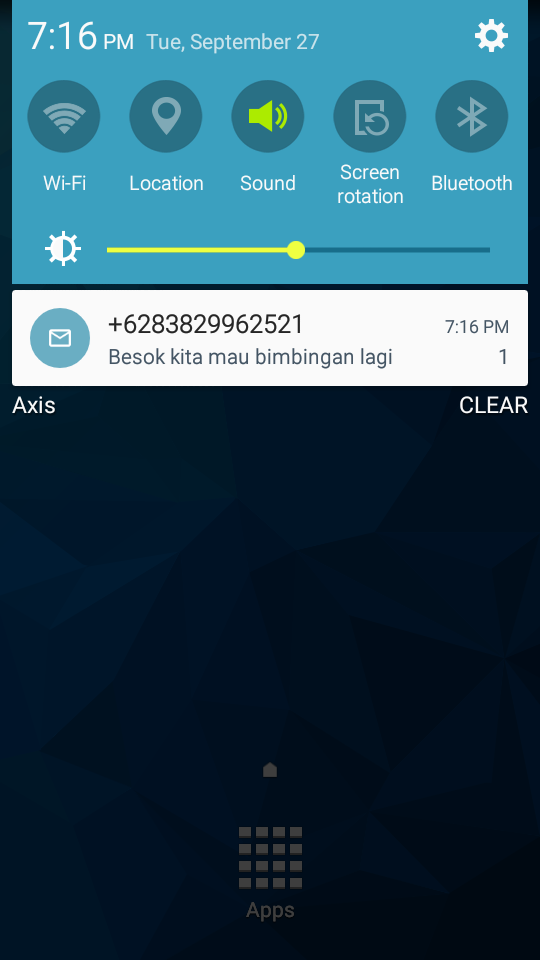 7:16 PM Tue, September 27
Wi-Fi Location Sound Screen rotation Bluetooth
+6283829962521 7:16 PM
Besok kita mau bimbingan lagi 1
Axis CLEAR
Apps